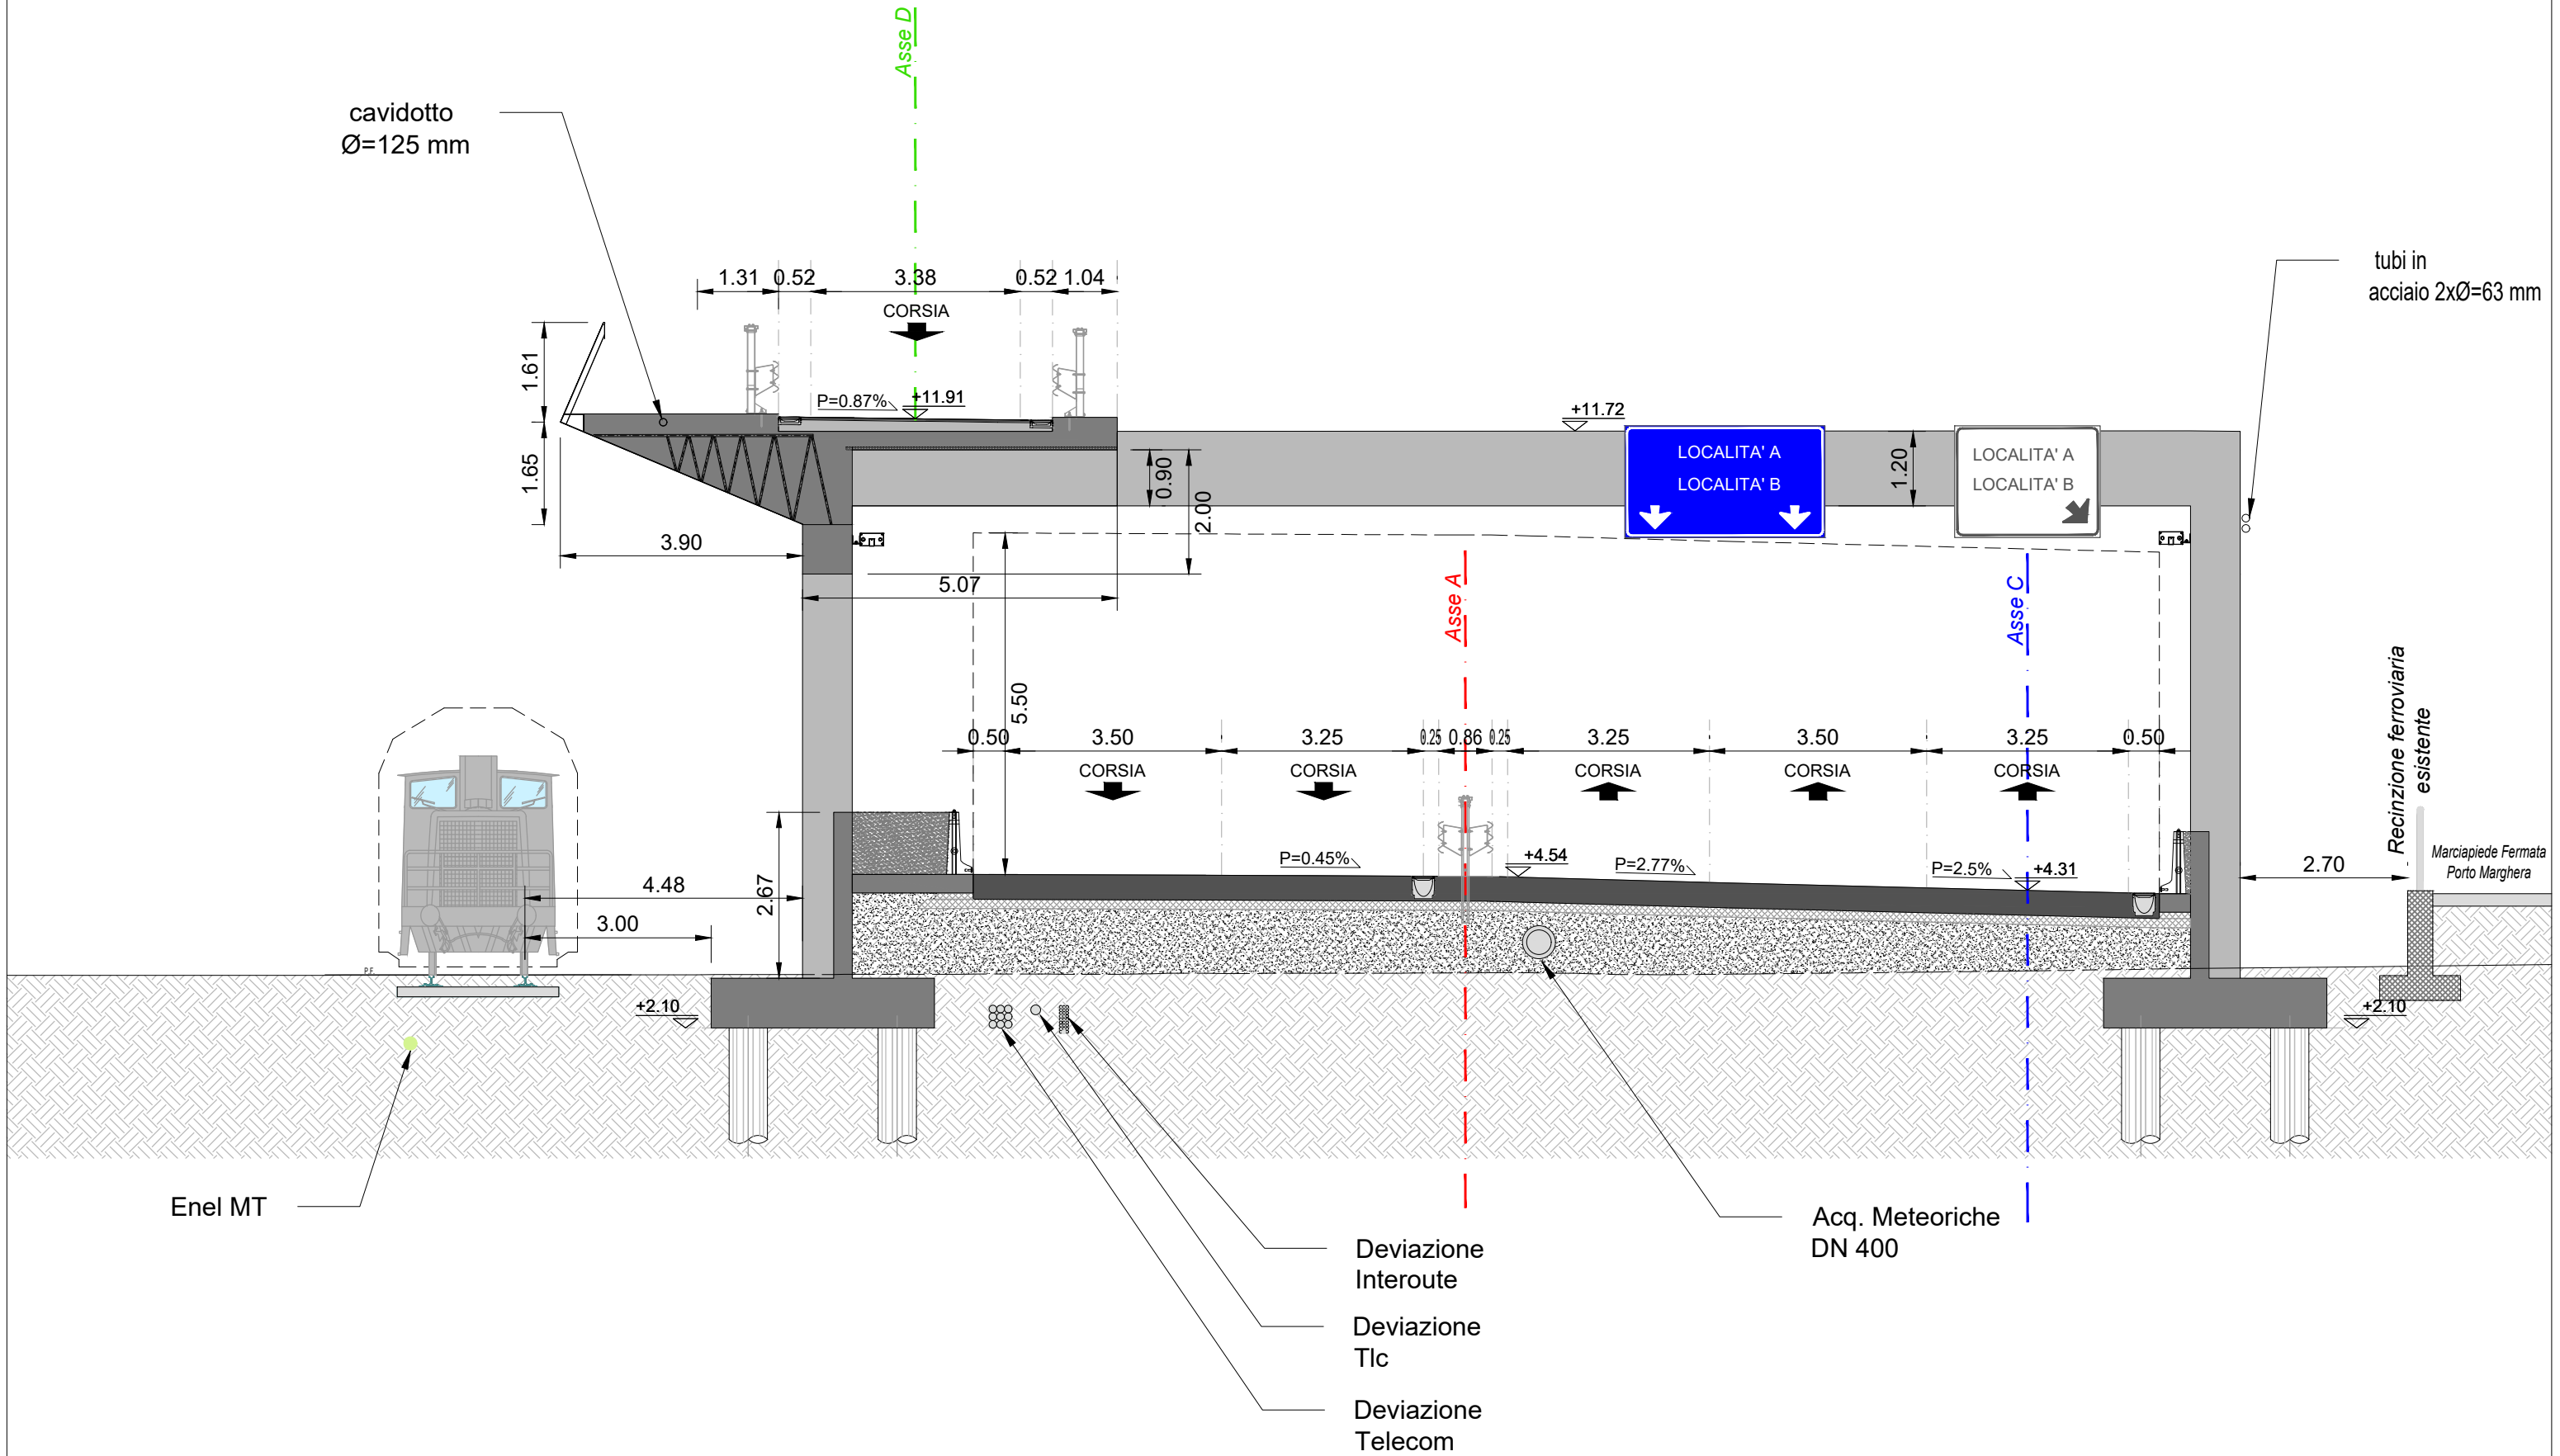 Asse D
cavidotto
Ø=125 mm
tubi in
acciaio 2xØ=63 mm
1.31 0.52 3.38 0.52 1.04
CORSIA
1.61
P=0.87% +11.91
+11.72
LOCALITA' A
LOCALITA' B
LOCALITA' A
LOCALITA' B
1.65
0.90
2.00
1.20
3.90
5.07
Asse A
Asse C
5.50
Recinzione ferroviaria
esistente
0.50 3.50 3.25 0.25 0.86 0.25 3.25 3.50 3.25 0.50
CORSIA CORSIA CORSIA CORSIA CORSIA
P=0.45% +4.54 P=2.77% P=2.5% +4.31
Marciapiede Fermata
Porto Marghera
4.48
2.67
2.70
3.00
P.F.
+2.10
+2.10
Enel MT
Acq. Meteoriche
DN 400
Deviazione
Interoute
Deviazione
Tlc
Deviazione
Telecom